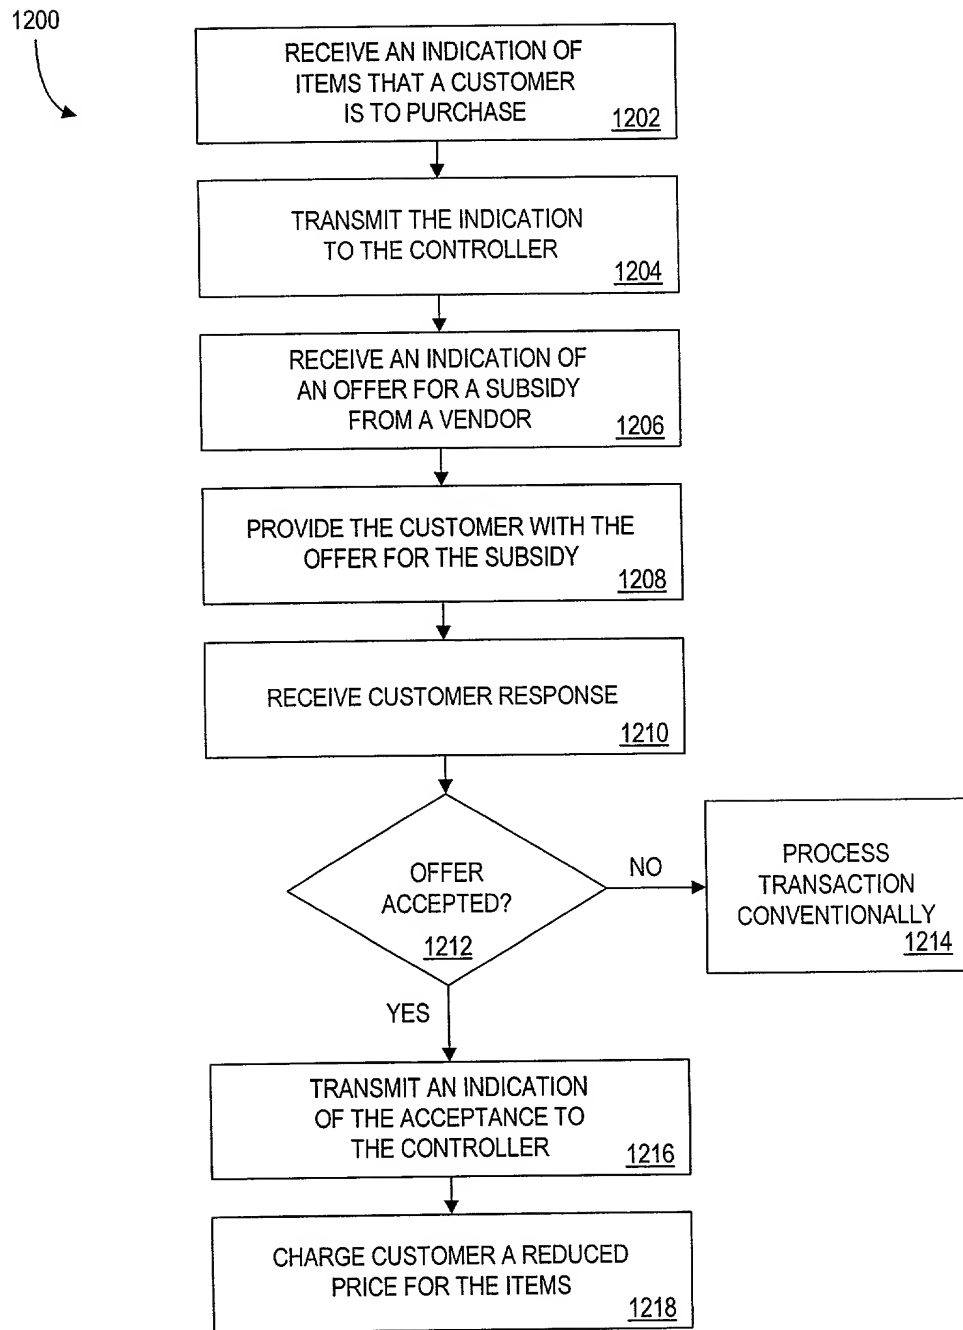 1200
RECEIVE AN INDICATION OF
ITEMS THAT A CUSTOMER
IS TO PURCHASE
1202
TRANSMIT THE INDICATION
TO THE CONTROLLER
1204
RECEIVE AN INDICATION OF
AN OFFER FOR A SUBSIDY
FROM A VENDOR
1206
PROVIDE THE CUSTOMER WITH THE
OFFER FOR THE SUBSIDY
1208
RECEIVE CUSTOMER RESPONSE
1210
OFFER
ACCEPTED?
1212
NO
PROCESS
TRANSACTION
CONVENTIONALLY
1214
YES
TRANSMIT AN INDICATION
OF THE ACCEPTANCE TO
THE CONTROLLER
1216
CHARGE CUSTOMER A REDUCED
PRICE FOR THE ITEMS
1218